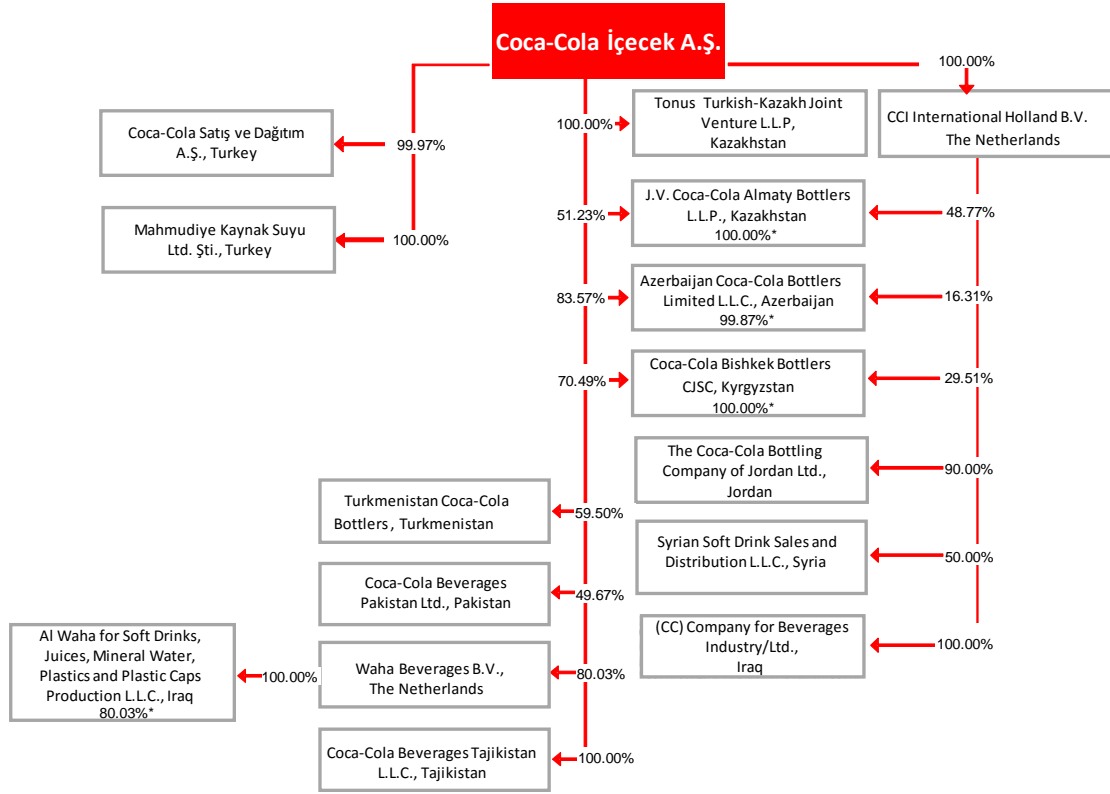 Coca-Cola İçecek A.Ş.
100.00%
Coca-Cola Satış ve Dağıtım
A.Ş., Turkey
99.97%
Mahmudiye Kaynak Suyu
Ltd. Şti., Turkey
100.00%
100.00%
Tonus Turkish-Kazakh Joint
Venture L.L.P,
Kazakhstan
CCI International Holland B.V.
The Netherlands
51.23%
J.V. Coca-Cola Almaty Bottlers
L.L.P., Kazakhstan
100.00%*
48.77%
83.57%
Azerbaijan Coca-Cola Bottlers
Limited L.L.C., Azerbaijan
99.87%*
16.31%
70.49%
Coca-Cola Bishkek Bottlers
CJSC, Kyrgyzstan
100.00%*
29.51%
The Coca-Cola Bottling
Company of Jordan Ltd.,
Jordan
90.00%
Turkmenistan Coca-Cola
Bottlers , Turkmenistan
59.50%
Syrian Soft Drink Sales and
Distribution L.L.C., Syria
50.00%
Coca-Cola Beverages
Pakistan Ltd., Pakistan
49.67%
(CC) Company for Beverages
Industry/Ltd.,
Iraq
100.00%
Al Waha for Soft Drinks,
Juices, Mineral Water,
Plastics and Plastic Caps
Production L.L.C., Iraq
80.03%*
100.00%
Waha Beverages B.V.,
The Netherlands
80.03%
Coca-Cola Beverages Tajikistan
L.L.C., Tajikistan
100.00%